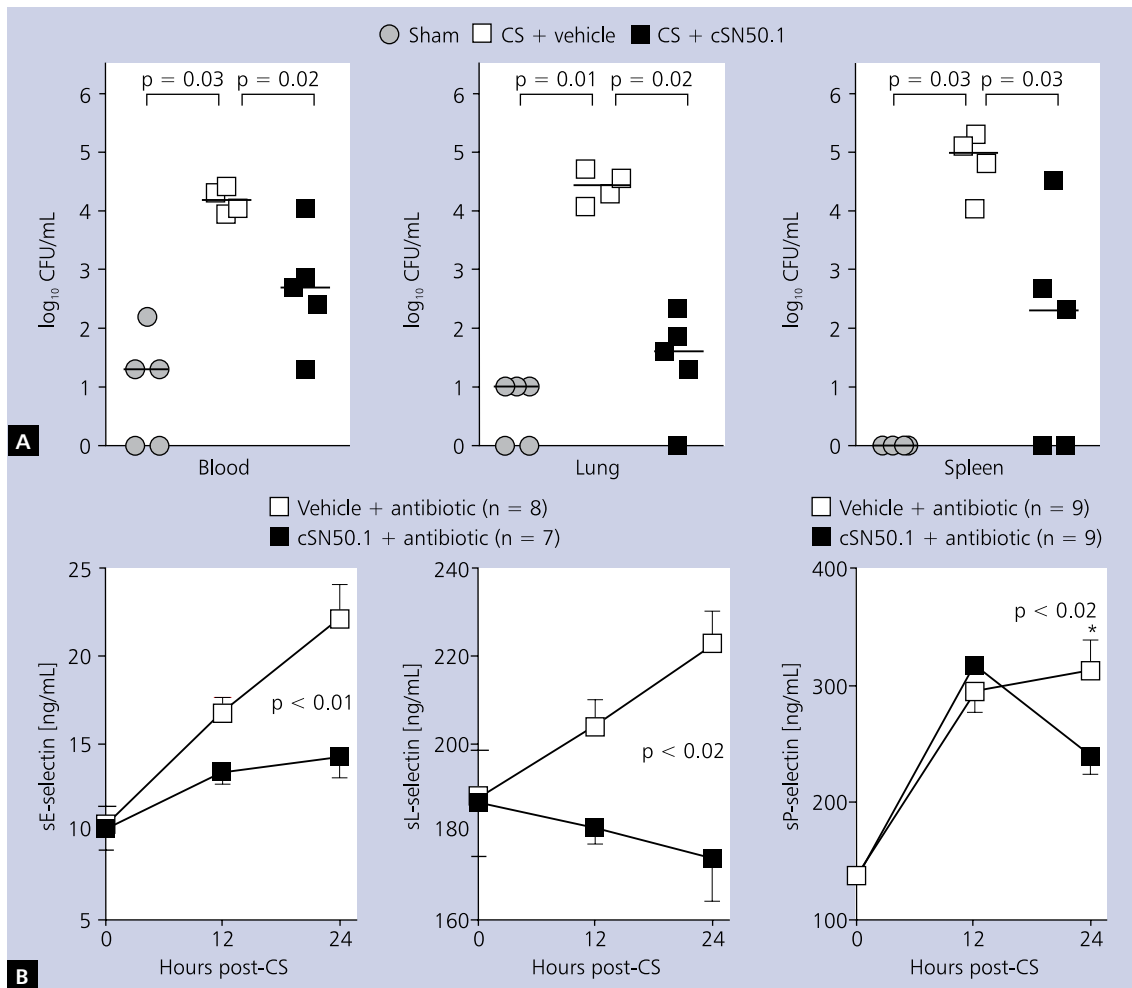 Sham CS + vehicle CS + cSN50.1
p = 0.03 p = 0.02
6
5
4
3
2
1
0
log₁₀ CFU/mL
Blood
p = 0.01 p = 0.02
6
5
4
3
2
1
0
log₁₀ CFU/mL
Lung
p = 0.03 p = 0.03
6
5
4
3
2
1
0
log₁₀ CFU/mL
Spleen
A
Vehicle + antibiotic (n = 8)
cSN50.1 + antibiotic (n = 7)
Vehicle + antibiotic (n = 9)
cSN50.1 + antibiotic (n = 9)
25
20
15
10
5
sE-selectin [ng/mL]
p < 0.01
0 12 24
Hours post-CS
240
220
200
180
160
sL-selectin [ng/mL]
p < 0.02
0 12 24
Hours post-CS
400
300
200
100
sP-selectin [ng/mL]
p < 0.02
*
0 12 24
Hours post-CS
B